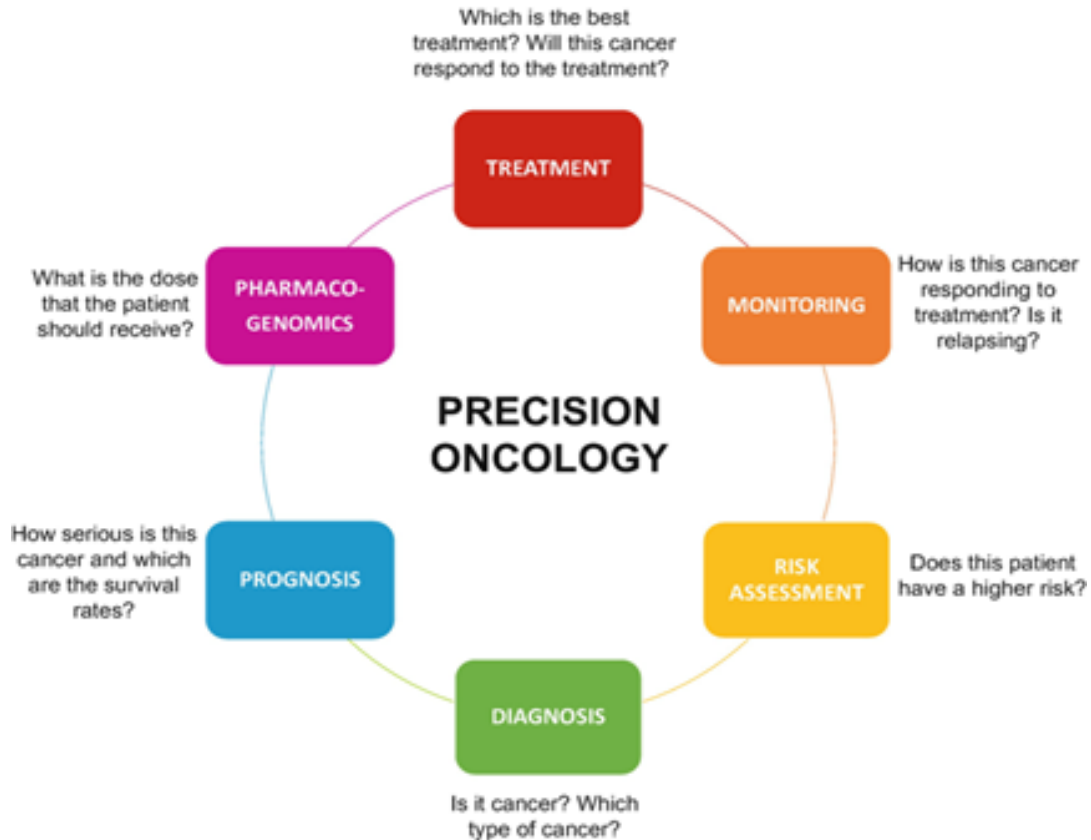 Which is the best
treatment? Will this cancer
respond to the treatment?
TREATMENT
How is this cancer
responding to
treatment? Is it
relapsing?
MONITORING
Does this patient
have a higher risk?
RISK
ASSESSMENT
DIAGNOSIS
Is it cancer? Which
type of cancer?
PROGNOSIS
How serious is this
cancer and which
are the survival
rates?
PHARMACO-
GENOMICS
What is the dose
that the patient
should receive?
PRECISION
ONCOLOGY